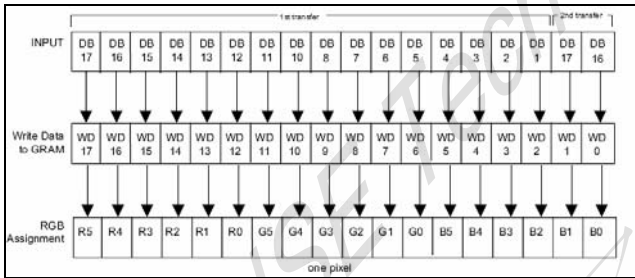 1st transfer 2nd transfer
INPUT DB 17 DB 16 DB 15 DB 14 DB 13 DB 12 DB 11 DB 10 DB 8 DB 7 DB 6 DB 5 DB 4 DB 3 DB 2 DB 1 DB 17 DB 16
Write Data to GRAM WD 17 WD 16 WD 15 WD 14 WD 13 WD 12 WD 11 WD 10 WD 9 WD 8 WD 7 WD 6 WD 5 WD 4 WD 3 WD 2 WD 1 WD 0
RGB Assignment R5 R4 R3 R2 R1 R0 G5 G4 G3 G2 G1 G0 B5 B4 B3 B2 B1 B0
one pixel